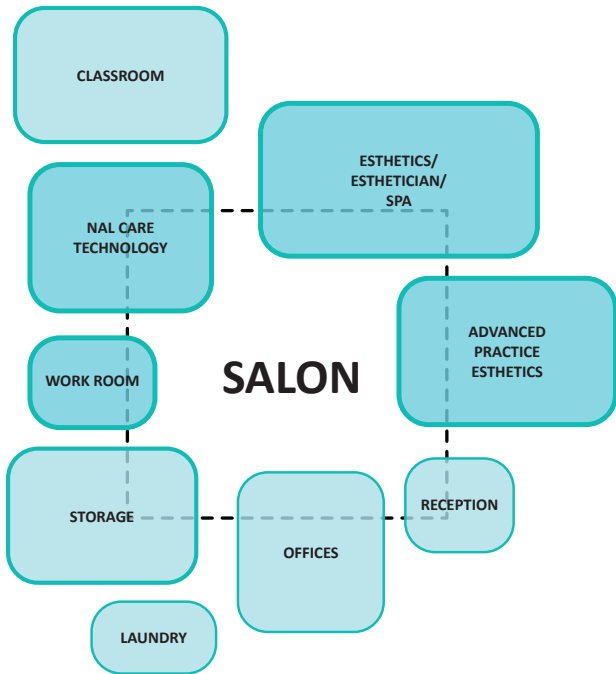 CLASSROOM
ESTHETICS/
ESTHETICIAN/
SPA
NAL CARE
TECHNOLOGY
ADVANCED
PRACTICE
ESTHETICS
WORK ROOM
SALON
STORAGE
OFFICES
RECEPTION
LAUNDRY